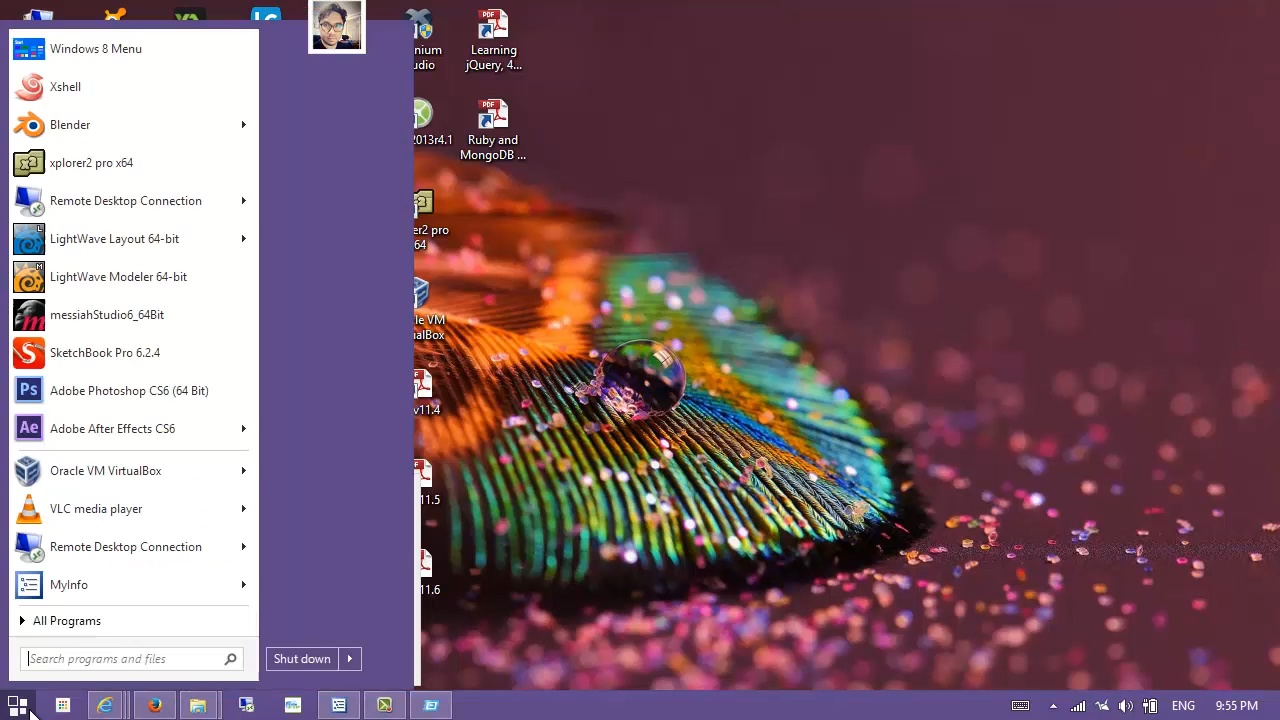 Windows 8 Menu
Xshell
Blender
xplorer2 pro x64
Remote Desktop Connection
LightWave Layout 64-bit
LightWave Modeler 64-bit
messiahStudio6_64Bit
SketchBook Pro 6.2.4
Ps
Adobe Photoshop CS6 (64 Bit)
Ae
Adobe After Effects CS6
Oracle VM VirtualBox
VLC media player
Remote Desktop Connection
MyInfo
All Programs
Search programs and files
Shut down
nium
udio
2013r4.1
er2 pro
64
le VM
ualBox
v11.4
11.5
11.6
PDF
Learning
jQuery, 4...
PDF
Ruby and
MongoDB ...
ENG
9:55 PM